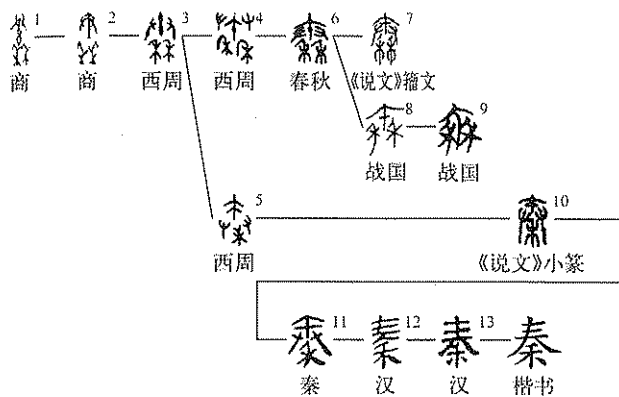 1 2 3 4 6 7
商 商 西周 西周 春秋 《说文》籀文
8 9
战国 战国
5 10
西周 《说文》小篆
11 12 13
秦
秦 汉 汉 楷书